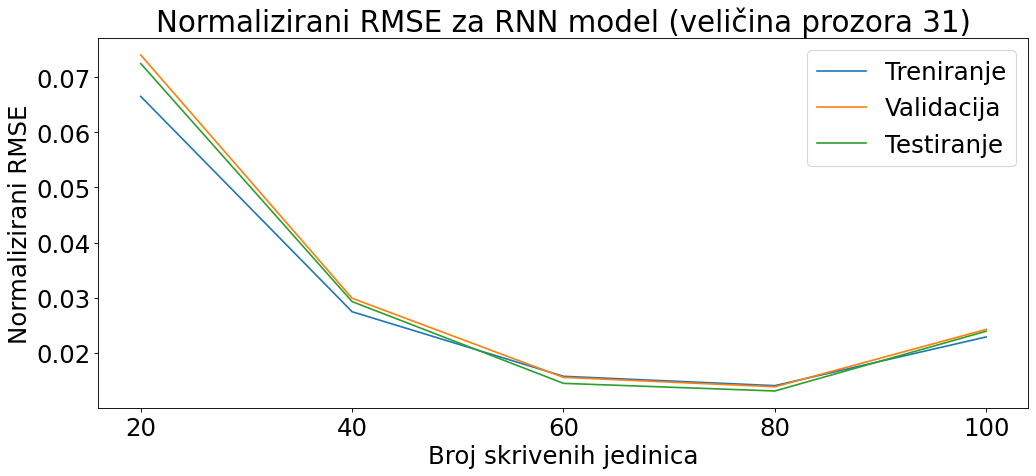 Normalizirani RMSE za RNN model (veličina prozora 31)
Treniranje
Validacija
Testiranje
Normalizirani RMSE
0.07
0.06
0.05
0.04
0.03
0.02
20 40 60 80 100
Broj skrivenih jedinica